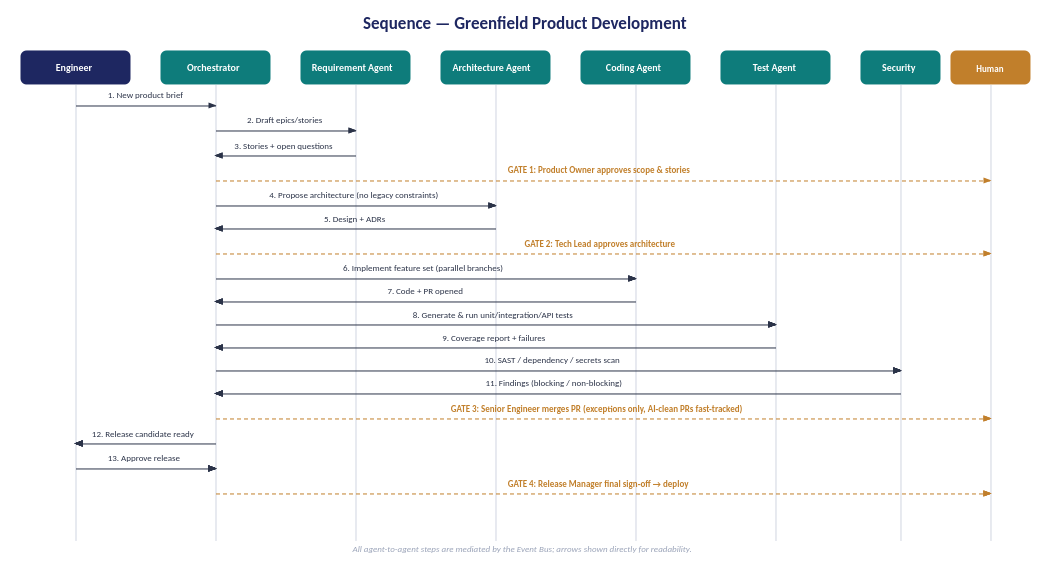 Sequence — Greenfield Product Development
Engineer
Orchestrator
Requirement Agent
Architecture Agent
Coding Agent
Test Agent
Security
Human
1. New product brief
2. Draft epics/stories
3. Stories + open questions
GATE 1: Product Owner approves scope & stories
4. Propose architecture (no legacy constraints)
5. Design + ADRs
GATE 2: Tech Lead approves architecture
6. Implement feature set (parallel branches)
7. Code + PR opened
8. Generate & run unit/integration/API tests
9. Coverage report + failures
10. SAST / dependency / secrets scan
11. Findings (blocking / non-blocking)
GATE 3: Senior Engineer merges PR (exceptions only, AI-clean PRs fast-tracked)
12. Release candidate ready
13. Approve release
GATE 4: Release Manager final sign-off → deploy
All agent-to-agent steps are mediated by the Event Bus; arrows shown directly for readability.